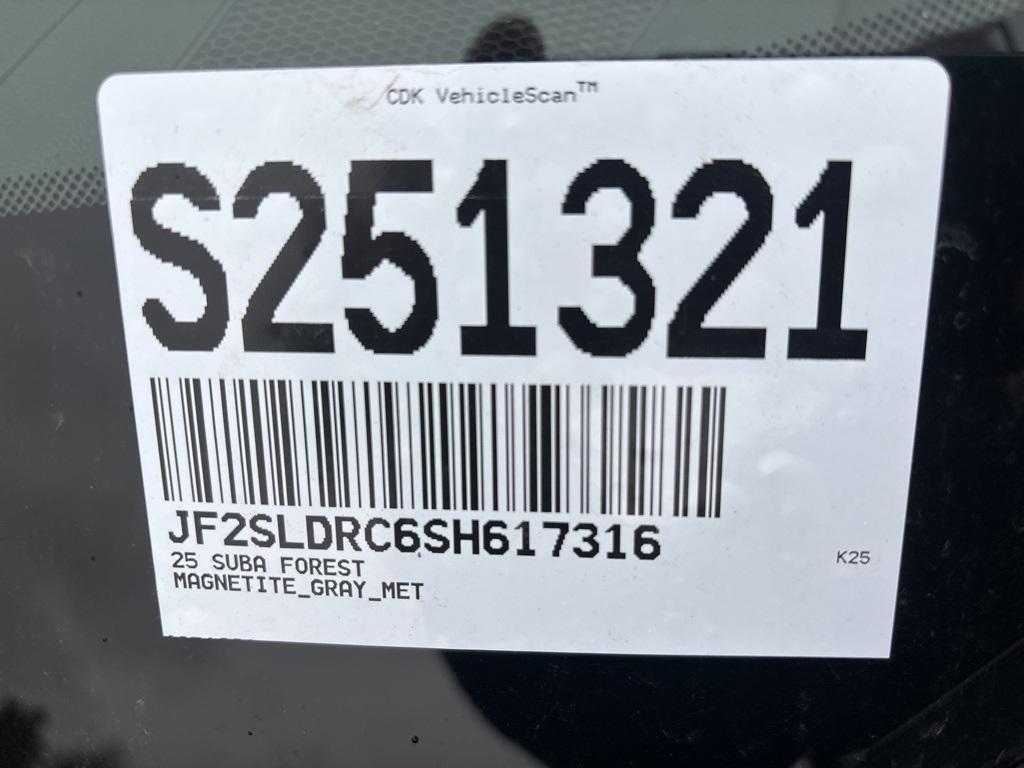 CDK VehicleScan™
S251321
JF2SLDRC6SH617316
25 SUBA FOREST
K25
MAGNETITE_GRAY_MET